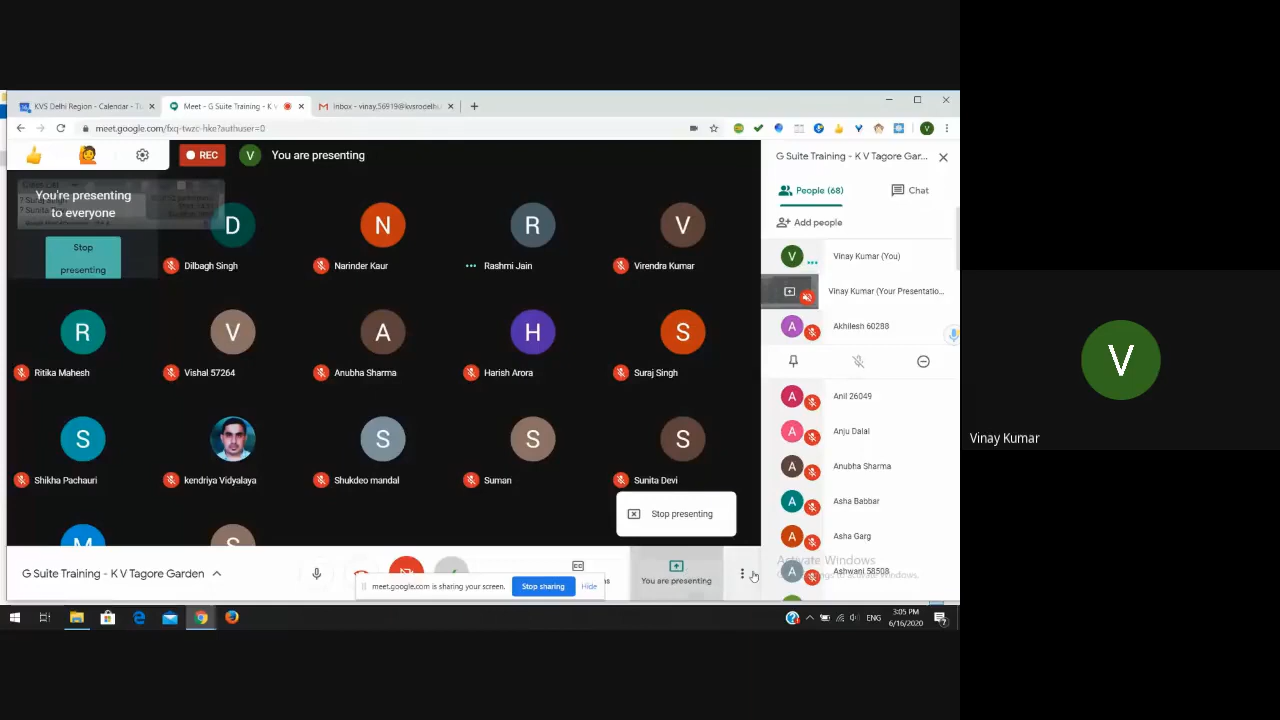 KVS Delhi Region - Calendar - Tu
Meet - G Suite Training - K V
Inbox - vinay.56919@kvsrodelhi
meet.google.com/fxq-twzc-hke?authuser=0
REC
V
You are presenting
You're presenting
to everyone
Stop
presenting
D
Dilbagh Singh
N
Narinder Kaur
R
Rashmi Jain
V
Virendra Kumar
R
Ritika Mahesh
V
Vishal 57264
A
Anubha Sharma
H
Harish Arora
S
Suraj Singh
S
Shikha Pachauri
kendriya Vidyalaya
S
Shukdeo mandal
S
Suman
S
Sunita Devi
Stop presenting
G Suite Training - K V Tagore Garden
meet.google.com is sharing your screen.
Stop sharing
Hide
You are presenting
G Suite Training - K V Tagore Gar...
People (68)
Chat
Add people
V
Vinay Kumar (You)
Vinay Kumar (Your Presentatio...
A
Akhilesh 60288
A
Anil 26049
A
Anju Dalal
A
Anubha Sharma
A
Asha Babbar
A
Asha Garg
Activate Windows
A
Ashwani 58508
ENG
3:05 PM
6/16/2020
V
Vinay Kumar